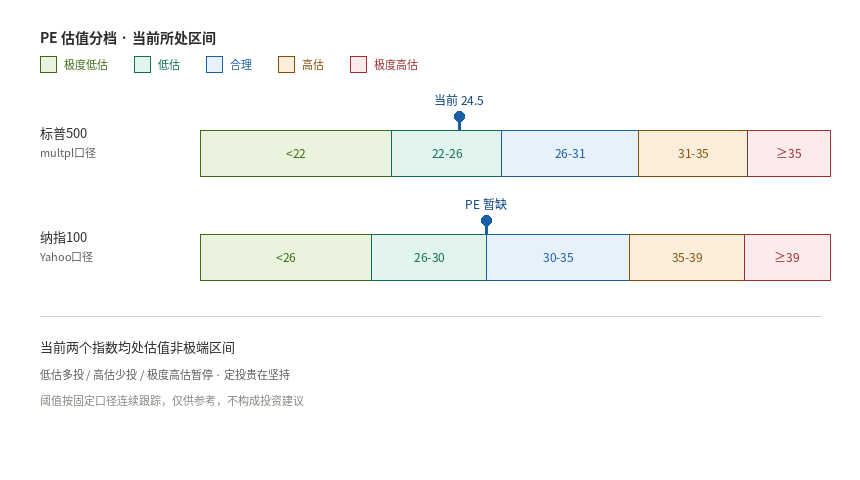 PE 估值分档 · 当前所处区间
极度低估 低估 合理 高估 极度高估
当前 24.5
标普500
multpl口径
<22 22-26 26-31 31-35 ≥35
PE 暂缺
纳指100
Yahoo口径
<26 26-30 30-35 35-39 ≥39
当前两个指数均处估值非极端区间
低估多投 / 高估少投 / 极度高估暂停 · 定投贵在坚持
阈值按固定口径连续跟踪，仅供参考，不构成投资建议